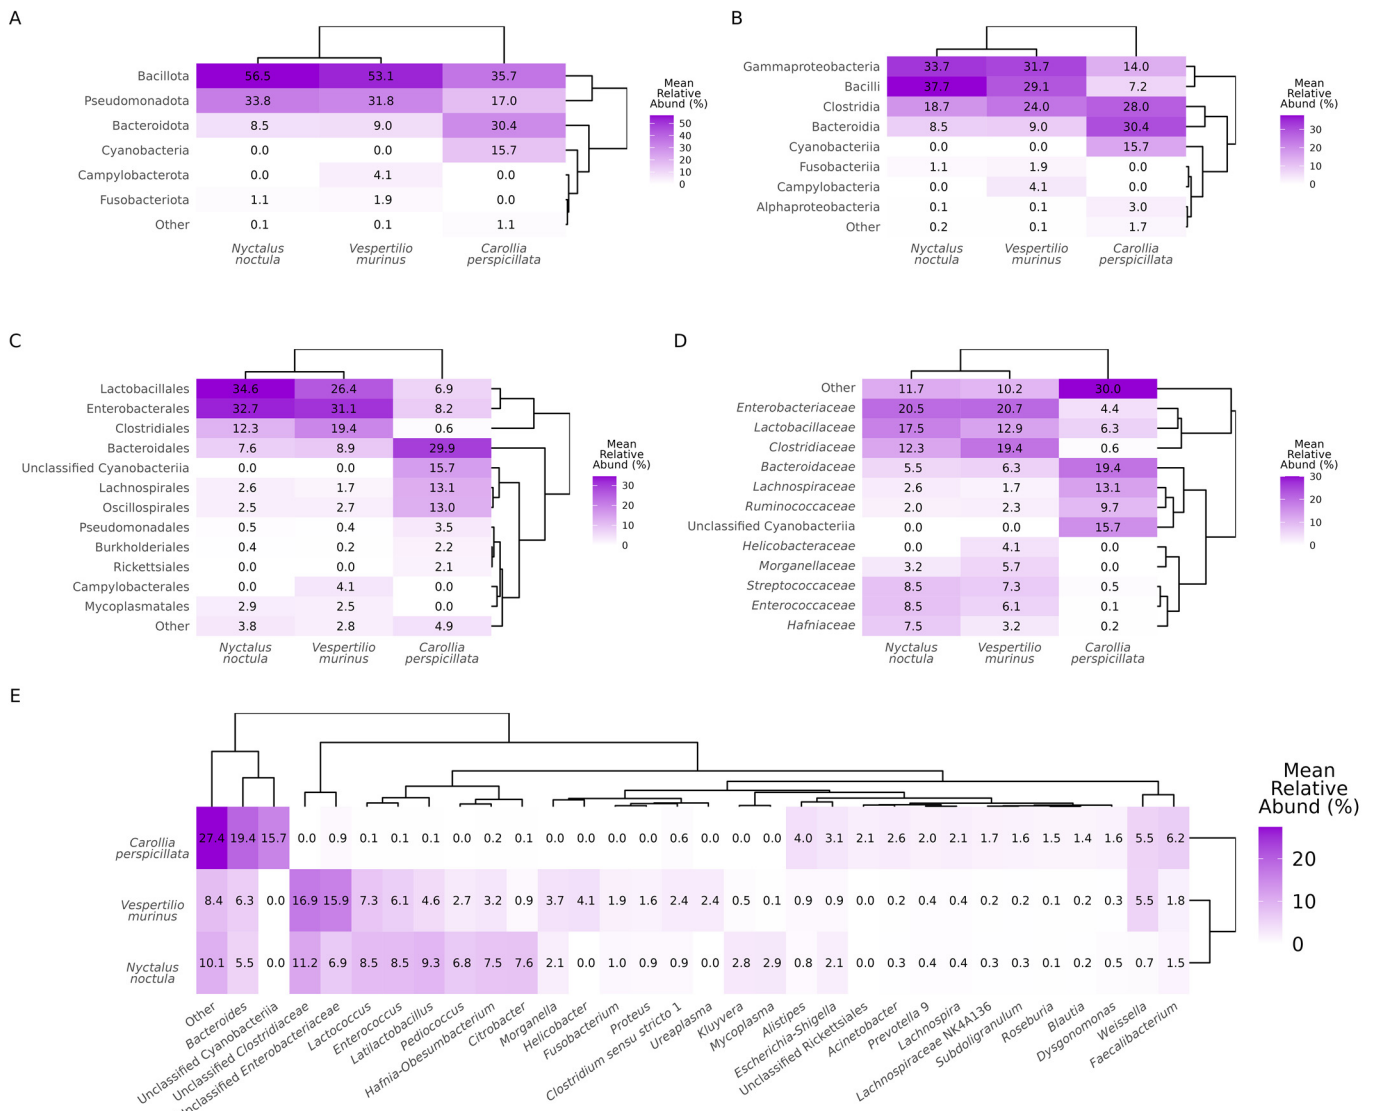 A
Bacillota 56.5 53.1 35.7
Pseudomonadota 33.8 31.8 17.0
Bacteroidota 8.5 9.0 30.4
Cyanobacteria 0.0 0.0 15.7
Campylobacterota 0.0 4.1 0.0
Fusobacteriota 1.1 1.9 0.0
Other 0.1 0.1 1.1
Nyctalus noctula
Vespertilio murinus
Carollia perspicillata
Mean
Relative
Abund (%)
50
40
30
20
10
0
B
Gammaproteobacteria 33.7 31.7 14.0
Bacilli 37.7 29.1 7.2
Clostridia 18.7 24.0 28.0
Bacteroidia 8.5 9.0 30.4
Cyanobacteriia 0.0 0.0 15.7
Fusobacteriia 1.1 1.9 0.0
Campylobacteria 0.0 4.1 0.0
Alphaproteobacteria 0.1 0.1 3.0
Other 0.2 0.1 1.7
Nyctalus noctula
Vespertilio murinus
Carollia perspicillata
Mean
Relative
Abund (%)
30
20
10
0
C
Lactobacillales 34.6 26.4 6.9
Enterobacterales 32.7 31.1 8.2
Clostridiales 12.3 19.4 0.6
Bacteroidales 7.6 8.9 29.9
Unclassified Cyanobacteriia 0.0 0.0 15.7
Lachnospirales 2.6 1.7 13.1
Oscillospirales 2.5 2.7 13.0
Pseudomonadales 0.5 0.4 3.5
Burkholderiales 0.4 0.2 2.2
Rickettsiales 0.0 0.0 2.1
Campylobacterales 0.0 4.1 0.0
Mycoplasmatales 2.9 2.5 0.0
Other 3.8 2.8 4.9
Nyctalus noctula
Vespertilio murinus
Carollia perspicillata
Mean
Relative
Abund (%)
30
20
10
0
D
Other 11.7 10.2 30.0
Enterobacteriaceae 20.5 20.7 4.4
Lactobacillaceae 17.5 12.9 6.3
Clostridiaceae 12.3 19.4 0.6
Bacteroidaceae 5.5 6.3 19.4
Lachnospiraceae 2.6 1.7 13.1
Ruminococcaceae 2.0 2.3 9.7
Unclassified Cyanobacteriia 0.0 0.0 15.7
Helicobacteraceae 0.0 4.1 0.0
Morganellaceae 3.2 5.7 0.0
Streptococcaceae 8.5 7.3 0.5
Enterococcaceae 8.5 6.1 0.1
Hafniaceae 7.5 3.2 0.2
Nyctalus noctula
Vespertilio murinus
Carollia perspicillata
Mean
Relative
Abund (%)
30
20
10
0
E
Carollia perspicillata 27.4 19.4 15.7 0.0 0.9 0.1 0.1 0.1 0.0 0.2 0.1 0.0 0.0 0.0 0.0 0.6 0.0 0.0 0.0 4.0 3.1 2.1 2.6 2.0 2.1 1.7 1.6 1.5 1.4 1.6 5.5 6.2
Vespertilio murinus 8.4 6.3 0.0 16.9 15.9 7.3 6.1 4.6 2.7 3.2 0.9 3.7 4.1 1.9 1.6 2.4 2.4 0.5 0.1 0.9 0.9 0.0 0.2 0.4 0.4 0.0 0.2 0.1 0.2 0.3 5.5 1.8
Nyctalus noctula 10.1 5.5 0.0 11.2 6.9 8.5 8.5 9.3 6.8 7.5 7.6 2.1 0.0 1.0 0.9 0.9 0.0 2.8 2.9 0.8 2.1 0.0 0.3 0.4 0.4 0.3 0.3 0.1 0.2 0.5 0.7 1.5
Other
Bacteroides
Unclassified Cyanobacteriia
Unclassified Clostridiaceae
Unclassified Enterobacteriaceae
Lactococcus
Enterococcus
Latilactobacillus
Pediococcus
Hafnia-Obesumbacterium
Citrobacter
Morganella
Helicobacter
Fusobacterium
Proteus
Clostridium sensu stricto 1
Ureaplasma
Kluyvera
Mycoplasma
Alistipes
Escherichia-Shigella
Unclassified Rickettsiales
Acinetobacter
Prevotella 9
Lachnospira
Lachnospiraceae NK4A136
Subdoligranulum
Roseburia
Blautia
Dysgonomonas
Weissella
Faecalibacterium
Mean
Relative
Abund (%)
20
10
0